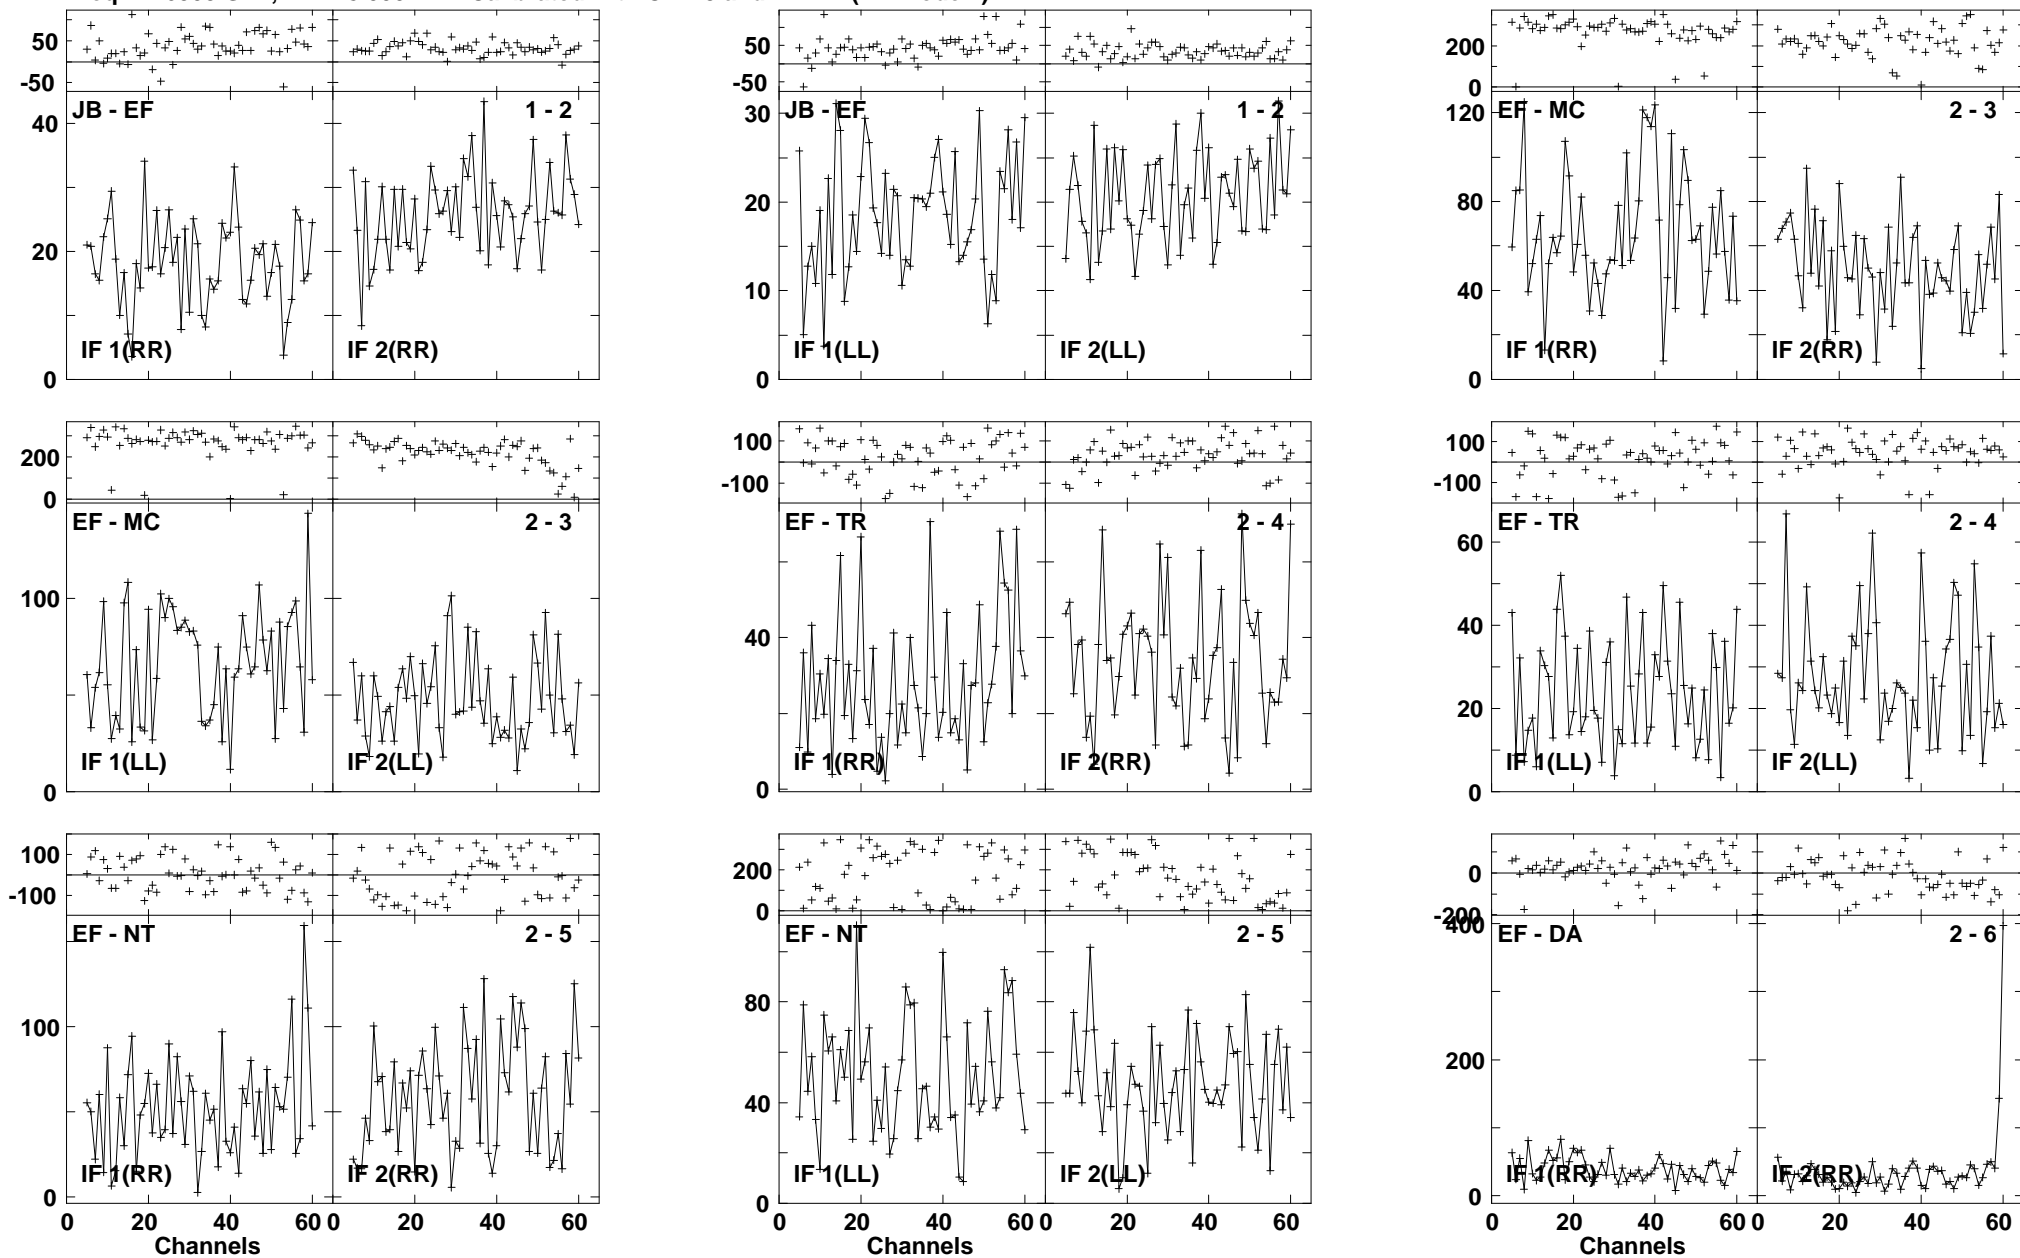 50
-50
JB - EF
1 - 2
40
20
0
IF 1(RR)
IF 2(RR)
50
-50
JB - EF
1 - 2
30
20
10
0
IF 1(LL)
IF 2(LL)
200
0
EF - MC
2 - 3
120
80
40
0
IF 1(RR)
IF 2(RR)
200
0
EF - MC
2 - 3
100
0
IF 1(LL)
IF 2(LL)
100
-100
EF - TR
2 - 4
40
0
IF 1(RR)
IF 2(RR)
100
-100
EF - TR
2 - 4
60
40
20
0
IF 1(LL)
IF 2(LL)
100
-100
EF - NT
2 - 5
100
0
IF 1(RR)
IF 2(RR)
0 20 40 60 0 20 40 60
Channels
200
0
EF - NT
2 - 5
80
40
0
IF 1(LL)
IF 2(LL)
0 20 40 60 0 20 40 60
Channels
0
-200
EF - DA
2 - 6
400
200
0
IF 1(RR)
IF 2(RR)
0 20 40 60 0 20 40 60
Channels